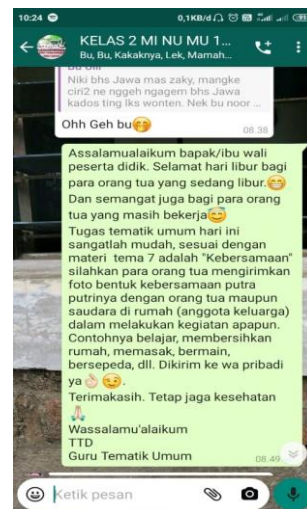 10:24
0,1KB/d
KELAS 2 MI NU MU 1...
Bu, Bu, Kakaknya, Lek, Mamah...
Niki bhs Jawa mas zaky, mangke
ciri2 ne nggeh ngagem bhs Jawa
kados ting lks wonten. Nek bu noor ...
Ohh Geh bu🤭
08.38
Assalamualaikum bapak/ibu wali
peserta didik. Selamat hari libur bagi
para orang tua yang sedang libur.😁
Dan semangat juga bagi para orang
tua yang masih bekerja😇
Tugas tematik umum hari ini
sangatlah mudah, sesuai dengan
materi tema 7 adalah "Kebersamaan"
silahkan para orang tua mengirimkan
foto bentuk kebersamaan putra
putrinya dengan orang tua maupun
saudara di rumah (anggota keluarga)
dalam melakukan kegiatan apapun.
Contohnya belajar, membersihkan
rumah, memasak, bermain,
bersepeda, dll. Dikirim ke wa pribadi
ya👌😉.
Terimakasih. Tetap jaga kesehatan
🙏
Wassalamu'alaikum
TTD
Guru Tematik Umum
08.49
Ketik pesan